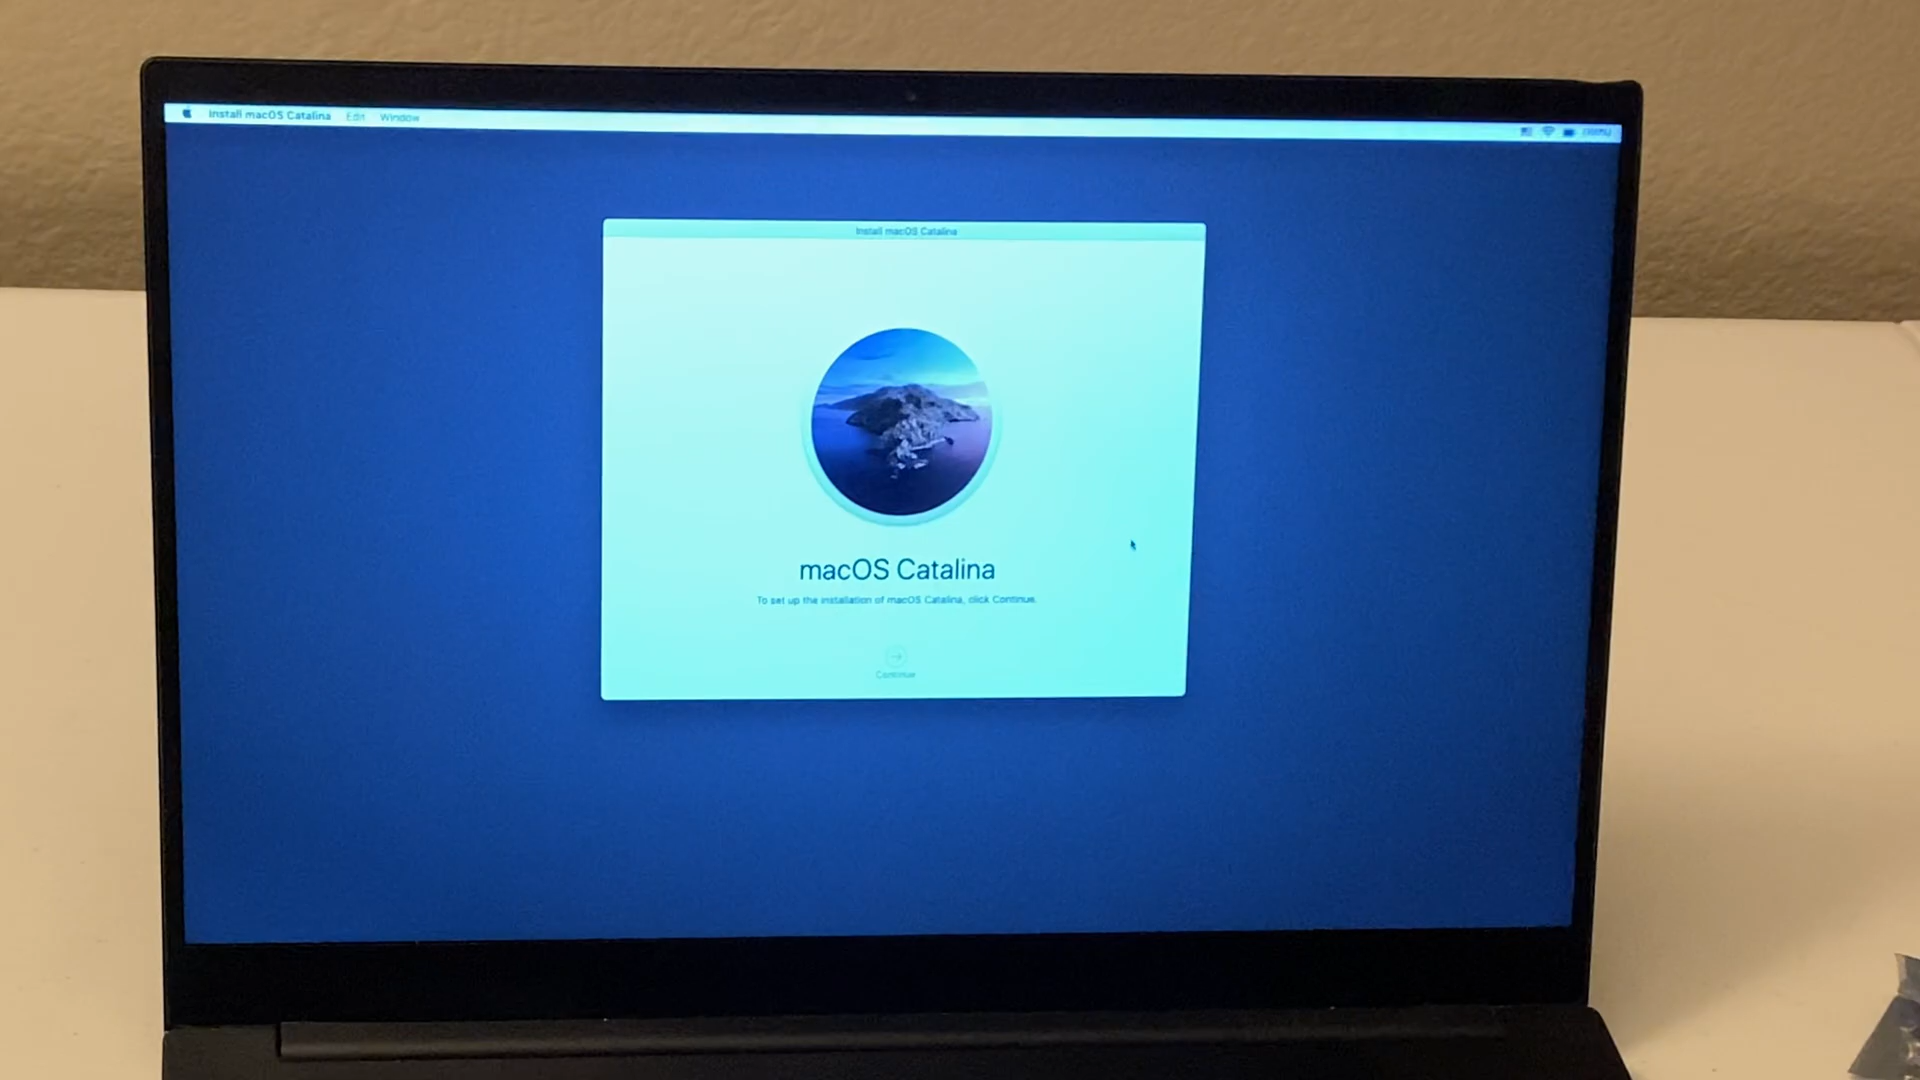 Install macOS Catalina Edit Window
Install macOS Catalina
macOS Catalina
To set up the installation of macOS Catalina, click Continue.
Continue